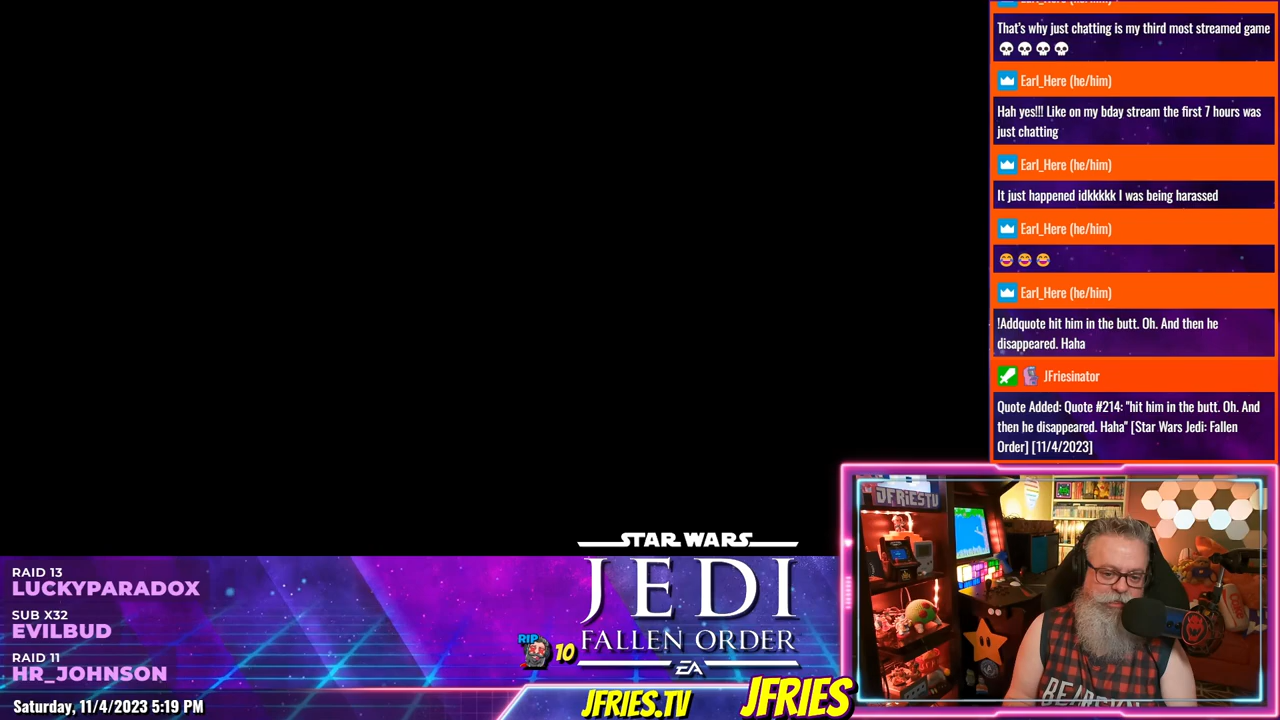 Earl_Here (he/him)
That's why just chatting is my third most streamed game
Earl_Here (he/him)
Hah yes!!! Like on my bday stream the first 7 hours was
just chatting
Earl_Here (he/him)
It just happened idkkkkk I was being harassed
Earl_Here (he/him)
Earl_Here (he/him)
!Addquote hit him in the butt. Oh. And then he
disappeared. Haha
JFriesinator
Quote Added: Quote #214: "hit him in the butt. Oh. And
then he disappeared. Haha" [Star Wars Jedi: Fallen
Order] [11/4/2023]
JFRIESTV
STAR WARS
JEDI
FALLEN ORDER
EA
RAID 13
LUCKYPARADOX
SUB X32
EVILBUD
RAID 11
HR_JOHNSON
RIP
10
Saturday, 11/4/2023 5:19 PM
JFRIES.TV
JFRIES